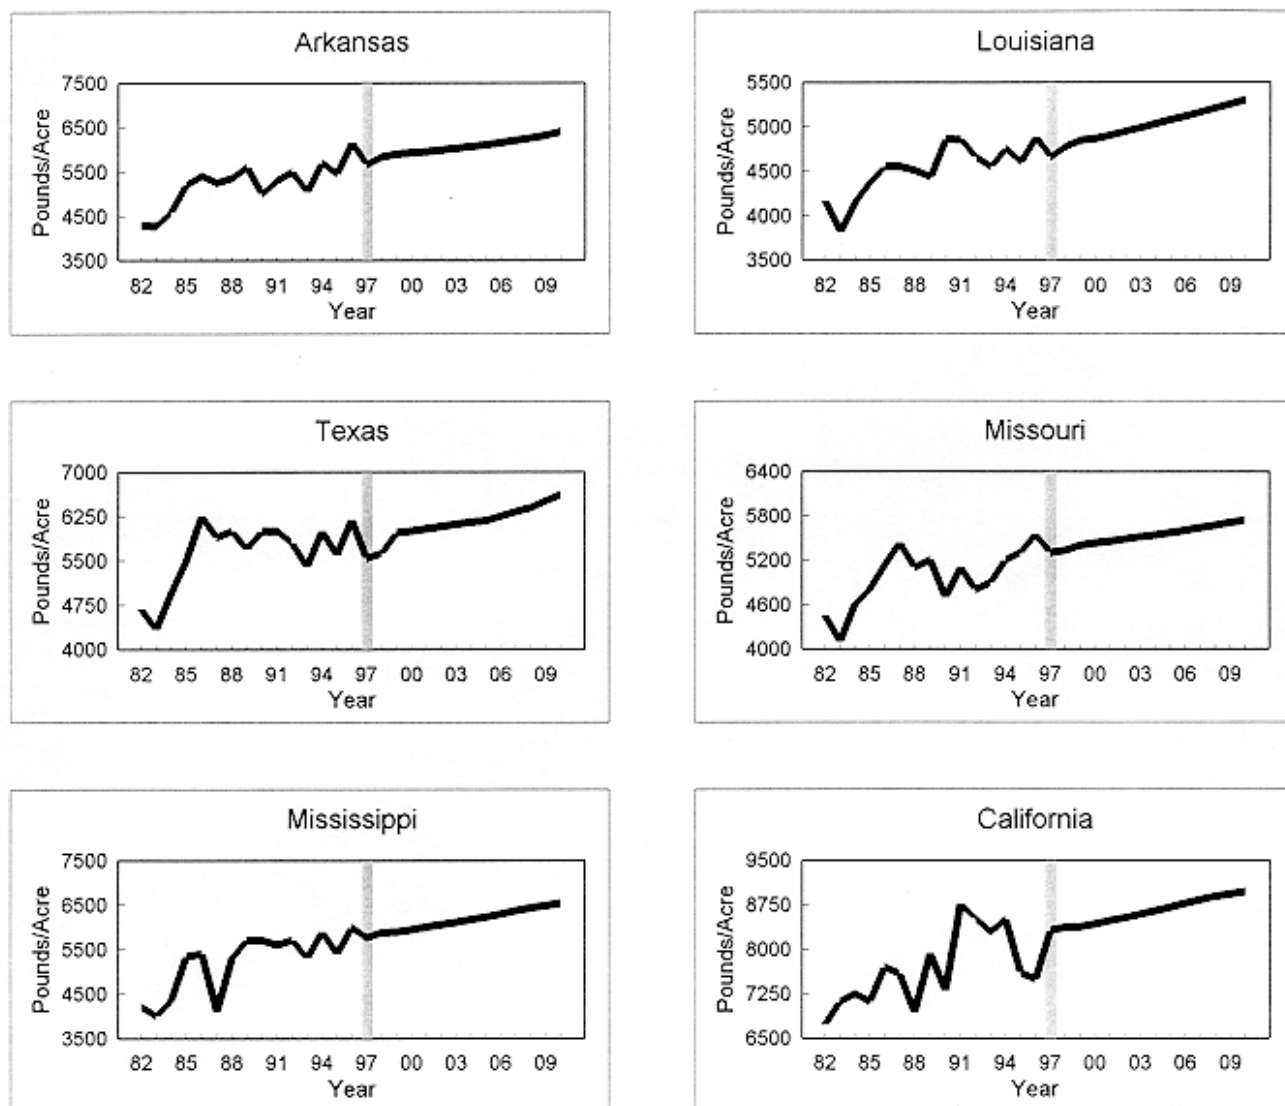 Arkansas
Pounds/Acre
7500
6500
5500
4500
3500
82 85 88 91 94 97 00 03 06 09
Year
Louisiana
Pounds/Acre
5500
5000
4500
4000
3500
82 85 88 91 94 97 00 03 06 09
Year
Texas
Pounds/Acre
7000
6250
5500
4750
4000
82 85 88 91 94 97 00 03 06 09
Year
Missouri
Pounds/Acre
6400
5800
5200
4600
4000
82 85 88 91 94 97 00 03 06 09
Year
Mississippi
Pounds/Acre
7500
6500
5500
4500
3500
82 85 88 91 94 97 00 03 06 09
Year
California
Pounds/Acre
9500
8750
8000
7250
6500
82 85 88 91 94 97 00 03 06 09
Year